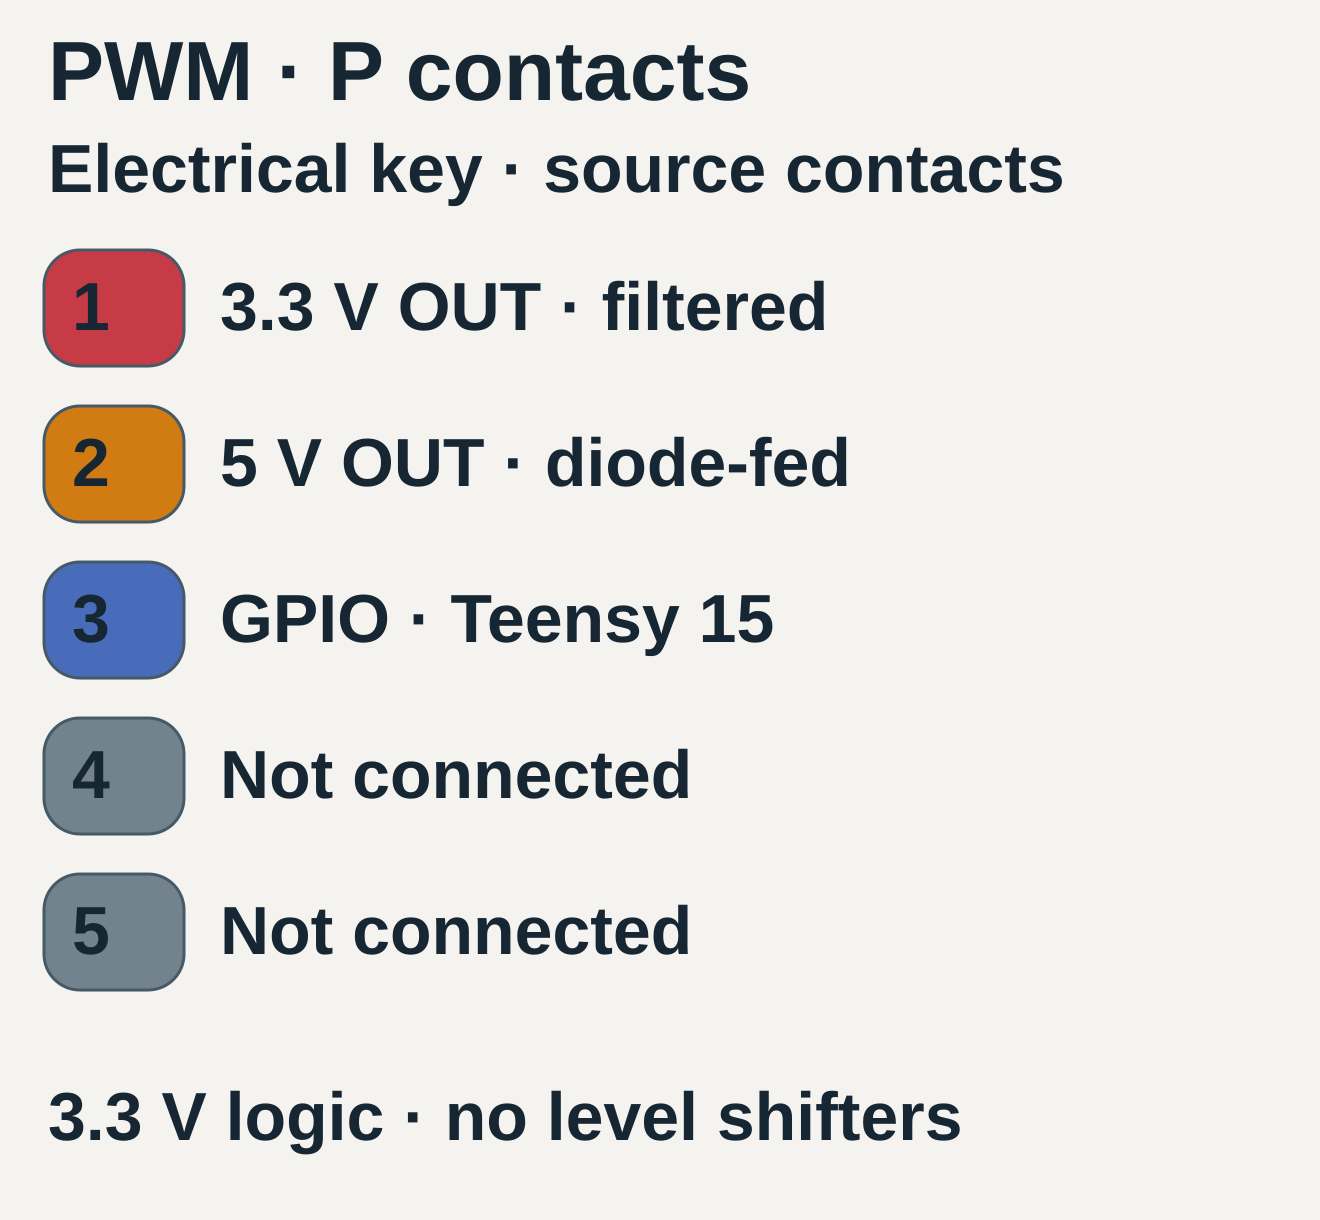 PWM · P contacts
Electrical key · source contacts
1 3.3 V OUT · filtered
2 5 V OUT · diode-fed
3 GPIO · Teensy 15
4 Not connected
5 Not connected
3.3 V logic · no level shifters